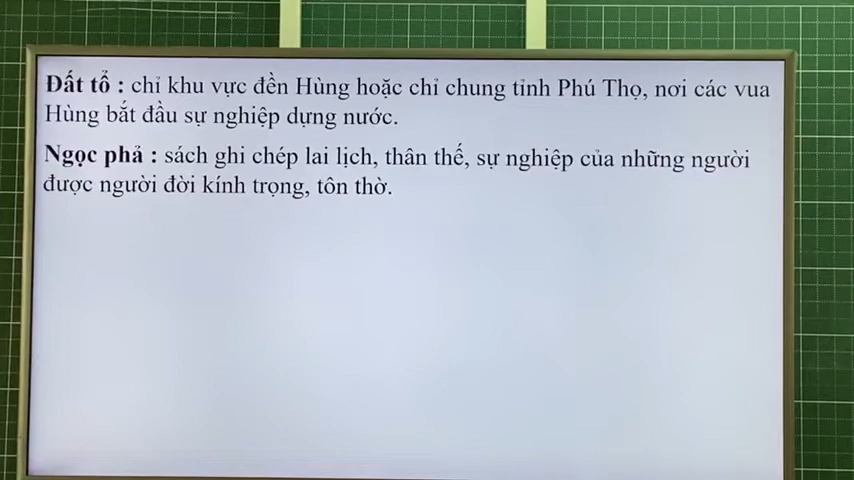 Đất tổ : chỉ khu vực đền Hùng hoặc chỉ chung tỉnh Phú Thọ, nơi các vua
Hùng bắt đầu sự nghiệp dựng nước.
Ngọc phả : sách ghi chép lai lịch, thân thế, sự nghiệp của những người
được người đời kính trọng, tôn thờ.